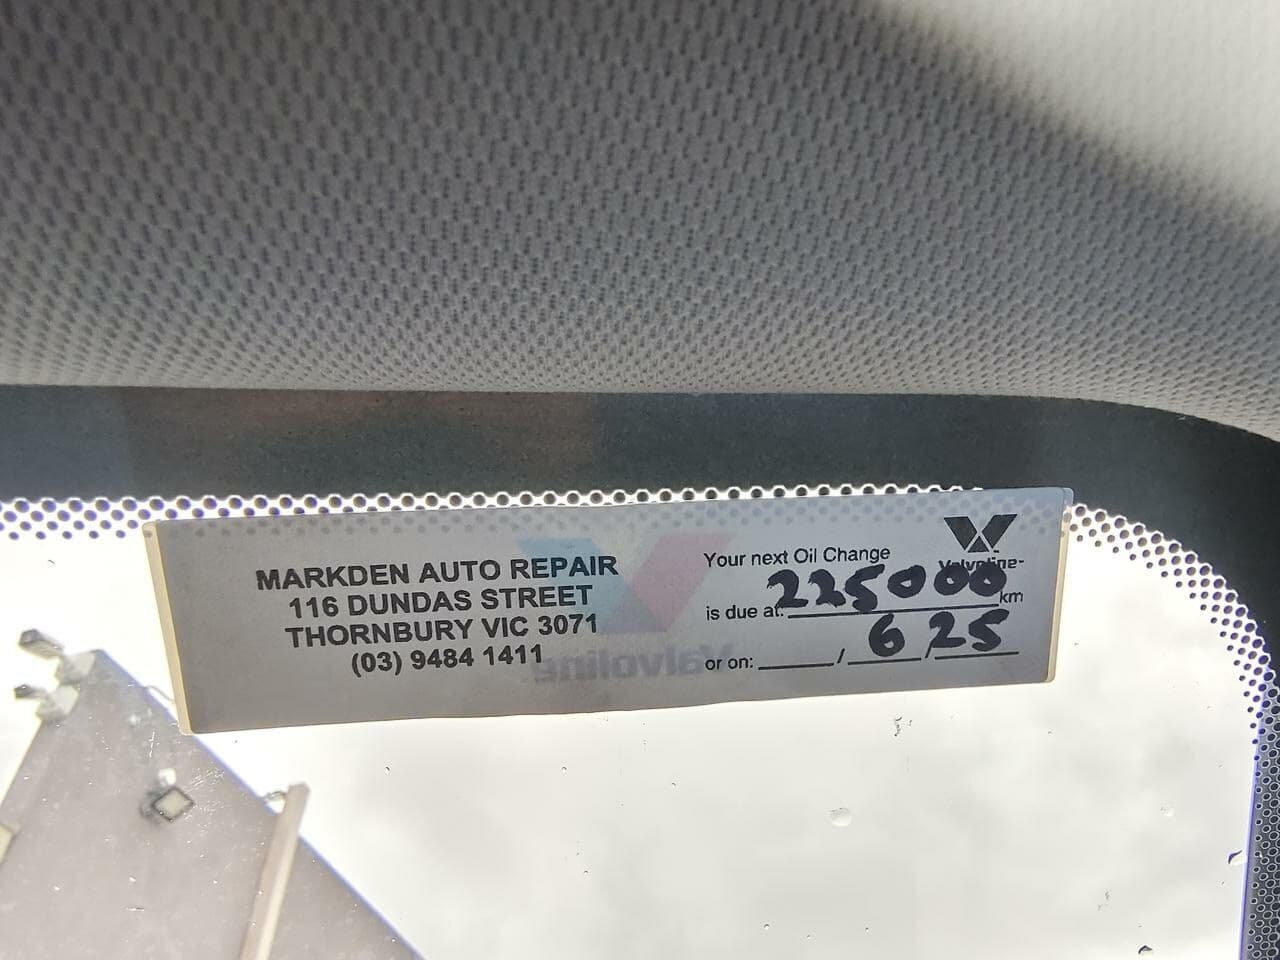 MARKDEN AUTO REPAIR
116 DUNDAS STREET
THORNBURY VIC 3071
(03) 9484 1411
Valvoline
Your next Oil Change
Valvoline
is due at: 225000 km
or on: / 6 / 25